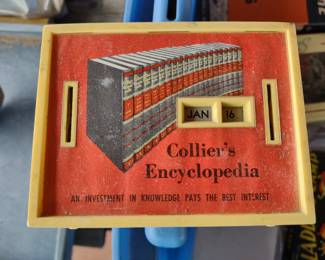 JAN 16
Collier's
Encyclopedia
AN INVESTMENT IN KNOWLEDGE PAYS THE BEST INTEREST